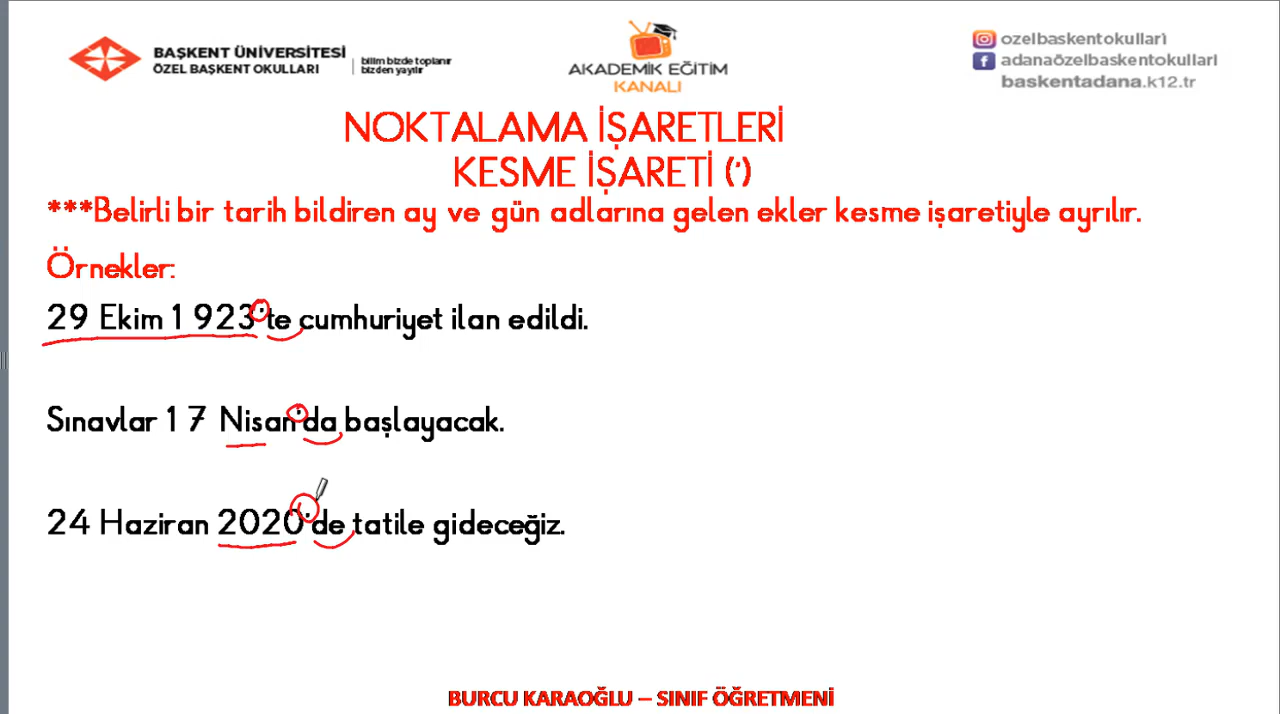 BAŞKENT ÜNİVERSİTESİ
ÖZEL BAŞKENT OKULLARI
bilim bizde toplanır
bizden yayılır
AKADEMİK EĞİTİM
KANALI
ozelbaskentokullari
adanaözelbaskentokullari
baskentadana.k12.tr
NOKTALAMA İŞARETLERİ
KESME İŞARETİ (')
***Belirli bir tarih bildiren ay ve gün adlarına gelen ekler kesme işaretiyle ayrılır.
Örnekler:
29 Ekim 1 923'te cumhuriyet ilan edildi.
Sınavlar 1 7 Nisan'da başlayacak.
24 Haziran 2020'de tatile gideceğiz.
BURCU KARAOĞLU – SINIF ÖĞRETMENİ